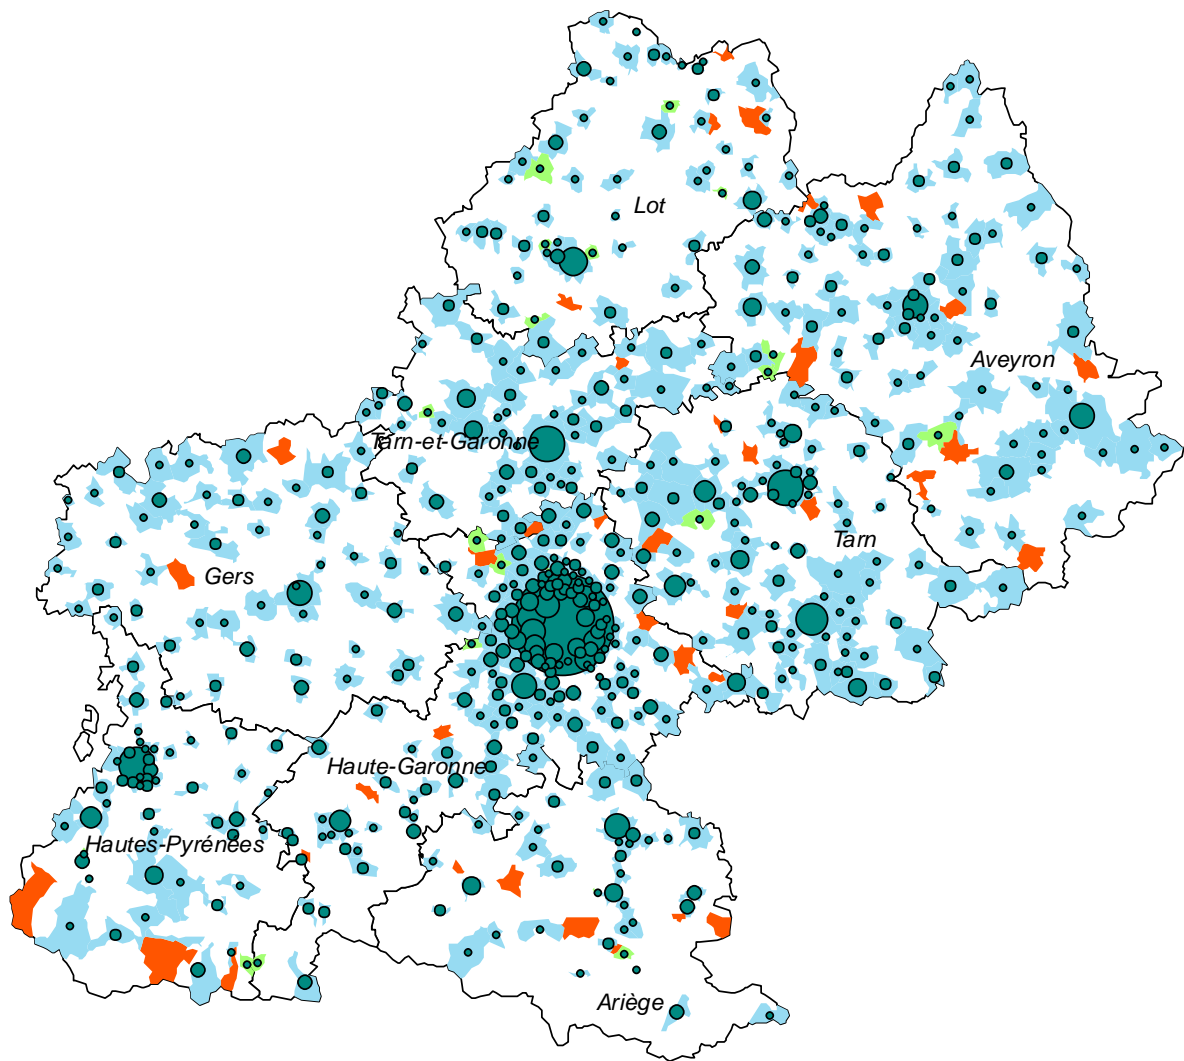 Lot
Aveyron
Tarn-et-Garonne
Tarn
Gers
Haute-Garonne
Hautes-Pyrénées
Ariège